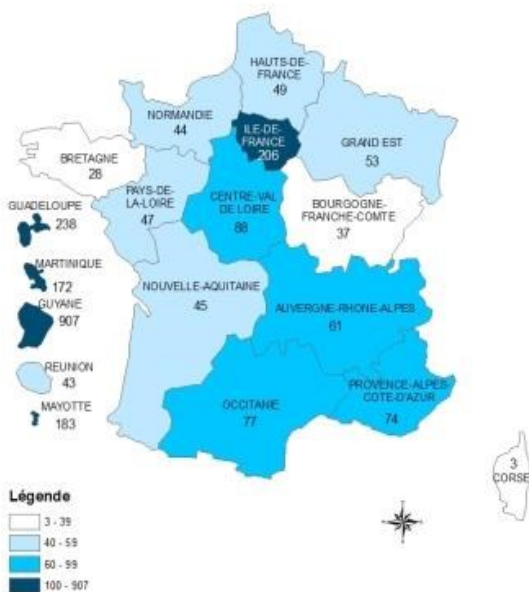 HAUTS-DE-
FRANCE
49
NORMANDIE
44
ILE-DE-
FRANCE
206
GRAND EST
53
BRETAGNE
28
PAYS-DE-
LA-LOIRE
47
CENTRE-VAL
DE LOIRE
88
BOURGOGNE-
FRANCHE-COMTE
37
GUADELOUPE
238
MARTINIQUE
172
GUYANE
907
NOUVELLE-AQUITAINE
45
AUVERGNE-RHONE-ALPES
61
REUNION
43
MAYOTTE
183
OCCITANIE
77
PROVENCE-ALPES-
COTE-D'AZUR
74
3
CORSE
Légende
3 - 39
40 - 59
60 - 99
100 - 907